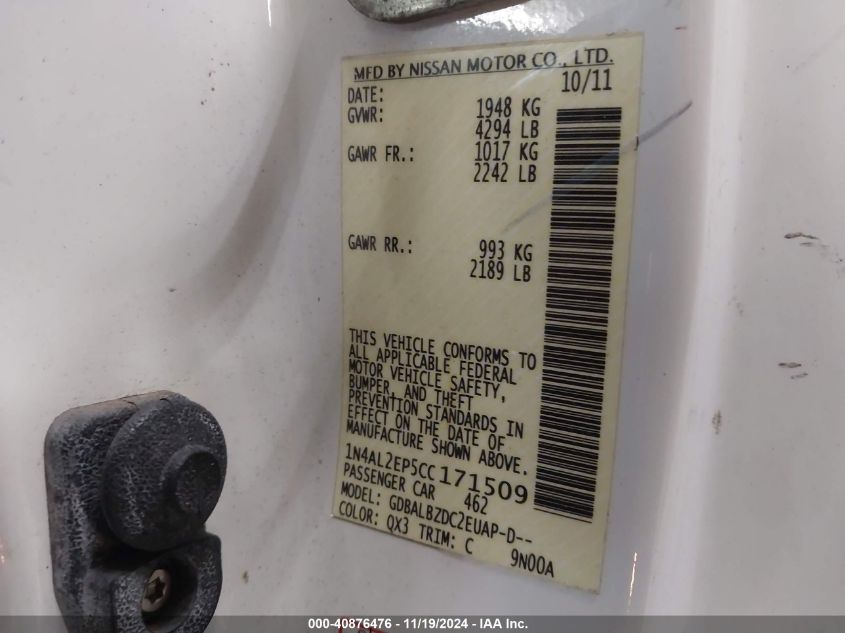 MFD BY NISSAN MOTOR CO., LTD.
DATE: 10/11
GVWR: 1948 KG
4294 LB
GAWR FR.: 1017 KG
2242 LB
GAWR RR.: 993 KG
2189 LB
THIS VEHICLE CONFORMS TO
ALL APPLICABLE FEDERAL
MOTOR VEHICLE SAFETY,
BUMPER, AND THEFT
PREVENTION STANDARDS IN
EFFECT ON THE DATE OF
MANUFACTURE SHOWN ABOVE.
1N4AL2EP5CC171509
PASSENGER CAR 462
MODEL: GDBALBZDC2EUAP-D--
COLOR: QX3 TRIM: C 9N00A
000-40876476 - 11/19/2024 - IAA Inc.